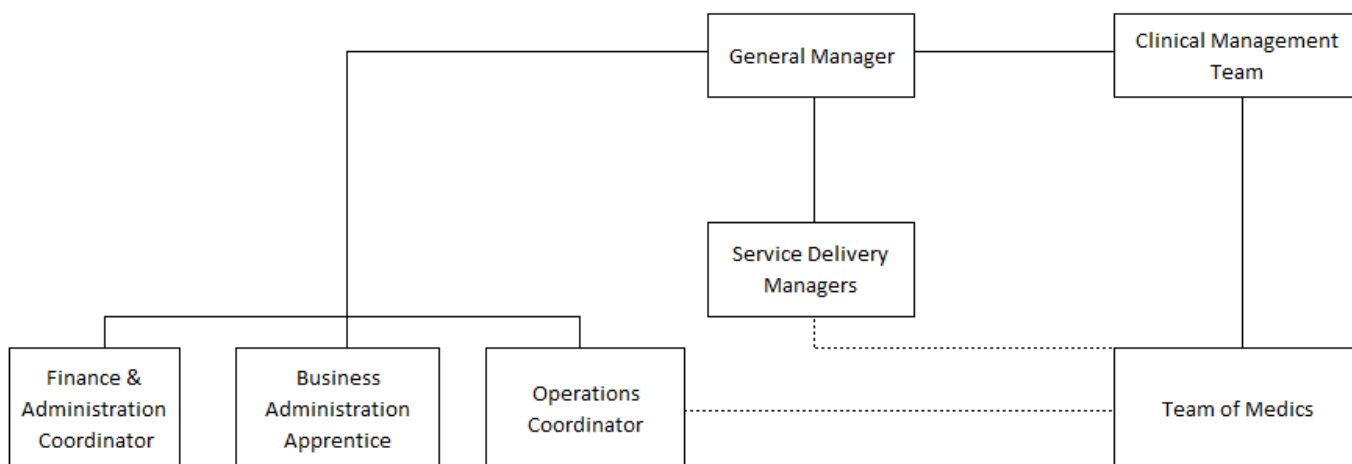 General Manager
Clinical Management
Team
Service Delivery
Managers
Finance &
Administration
Coordinator
Business
Administration
Apprentice
Operations
Coordinator
Team of Medics